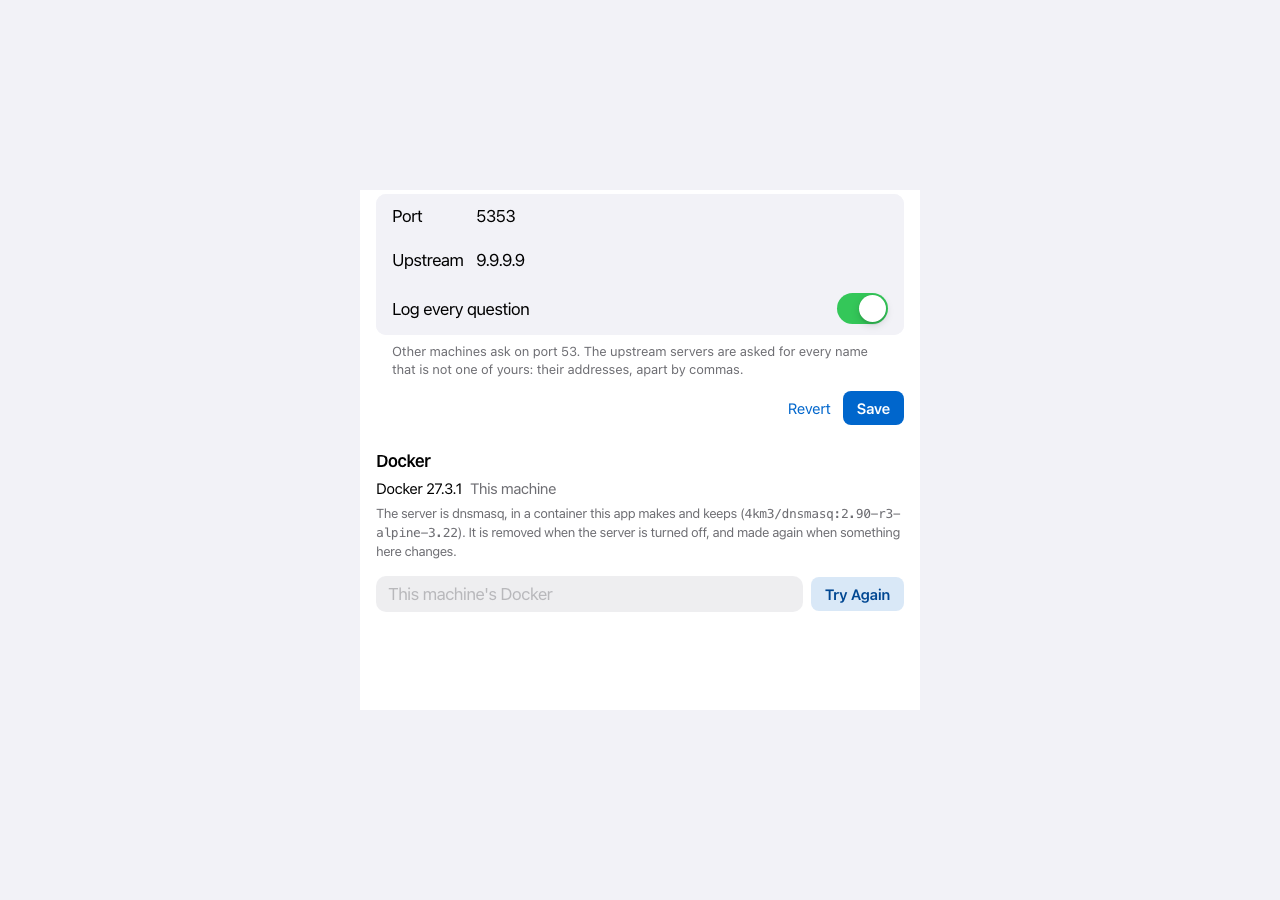 Port 5353
Upstream 9.9.9.9
Log every question
Other machines ask on port 53. The upstream servers are asked for every name
that is not one of yours: their addresses, apart by commas.
Revert Save
Docker
Docker 27.3.1 This machine
The server is dnsmasq, in a container this app makes and keeps (4km3/dnsmasq:2.90-r3-
alpine-3.22). It is removed when the server is turned off, and made again when something
here changes.
This machine's Docker Try Again